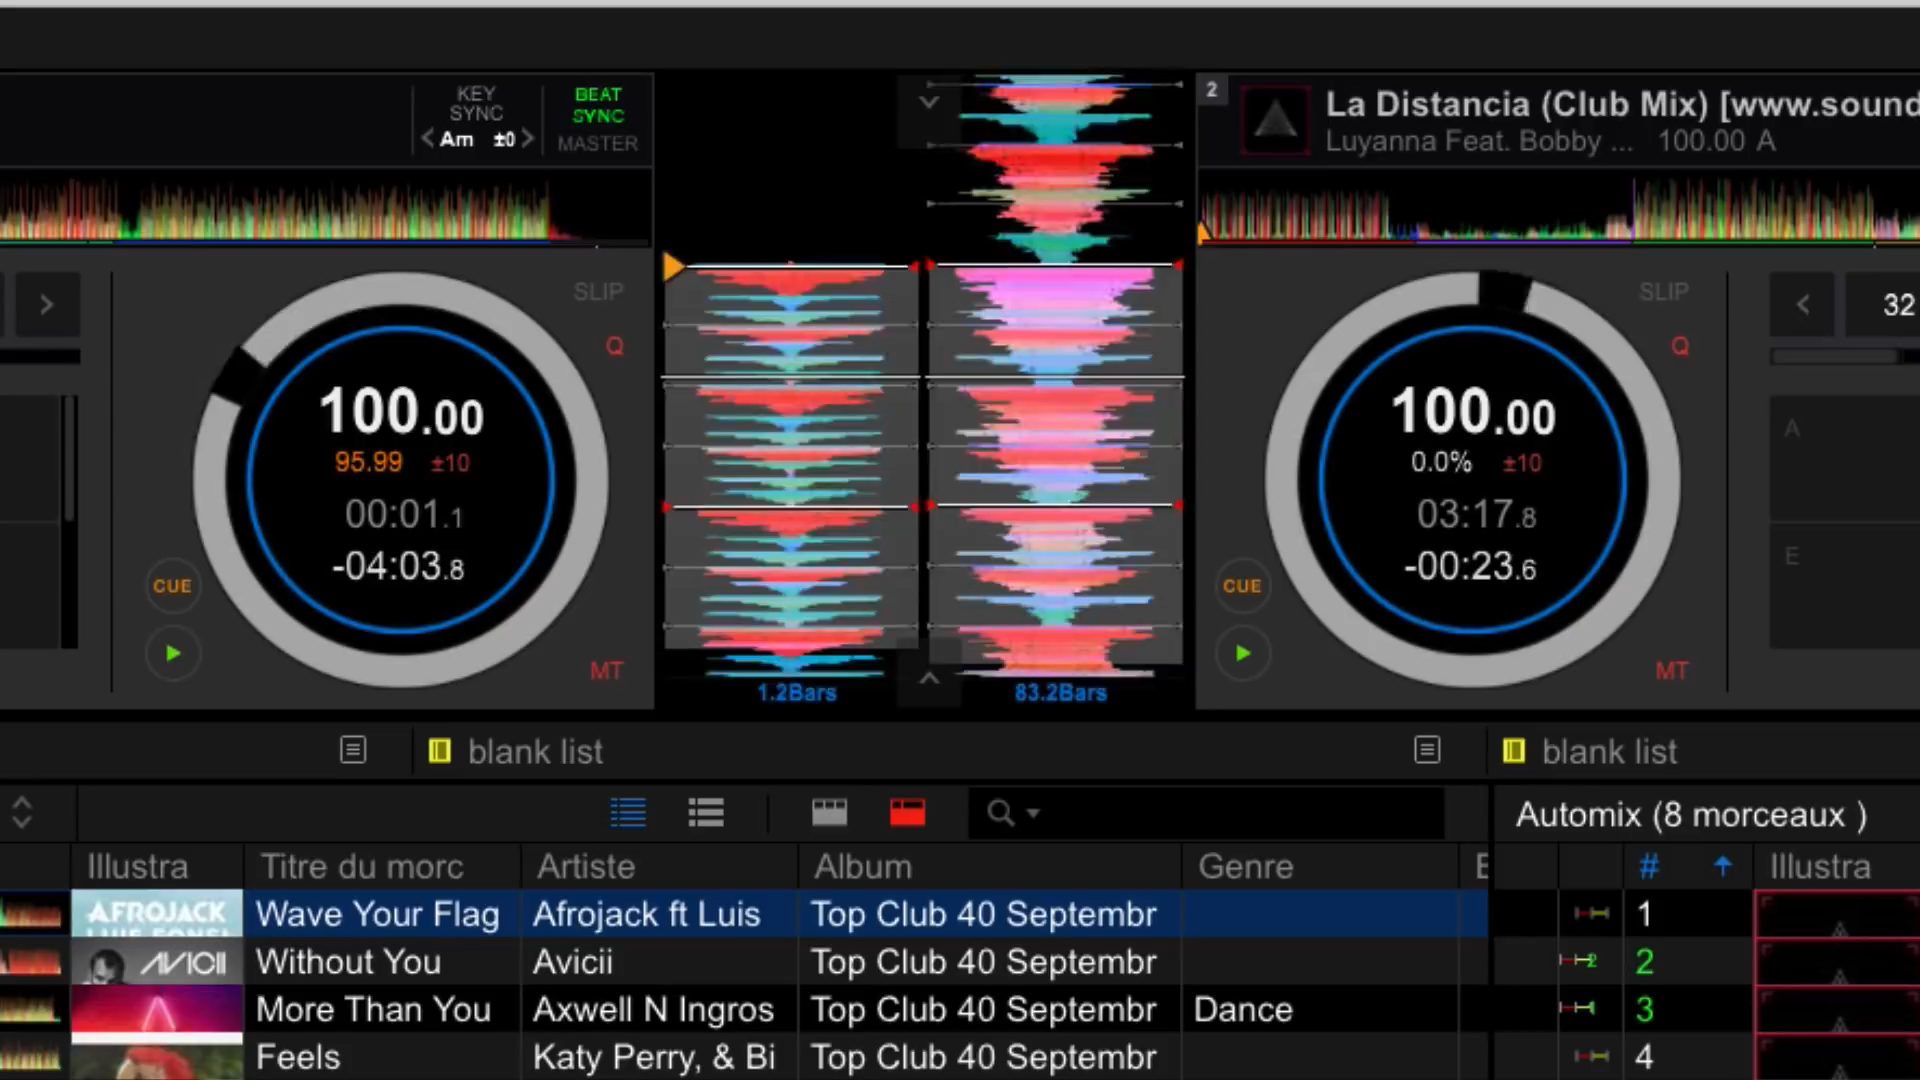 KEY
SYNC
< Am ±0 >
BEAT
SYNC
MASTER
2
La Distancia (Club Mix) [www.sound
Luyanna Feat. Bobby ... 100.00 A
SLIP
Q
100.00
95.99 ±10
00:01.1
-04:03.8
CUE
MT
SLIP
Q
100.00
0.0% ±10
03:17.8
-00:23.6
CUE
MT
32
A
E
1.2Bars
83.2Bars
blank list
blank list
Automix (8 morceaux )
Illustra Titre du morc Artiste Album Genre
# Illustra
AFROJACK
Wave Your Flag Afrojack ft Luis Top Club 40 Septembr
1
AVICII
Without You Avicii Top Club 40 Septembr
2 2
More Than You Axwell N Ingros Top Club 40 Septembr Dance
3
Feels Katy Perry, & Bi Top Club 40 Septembr
4